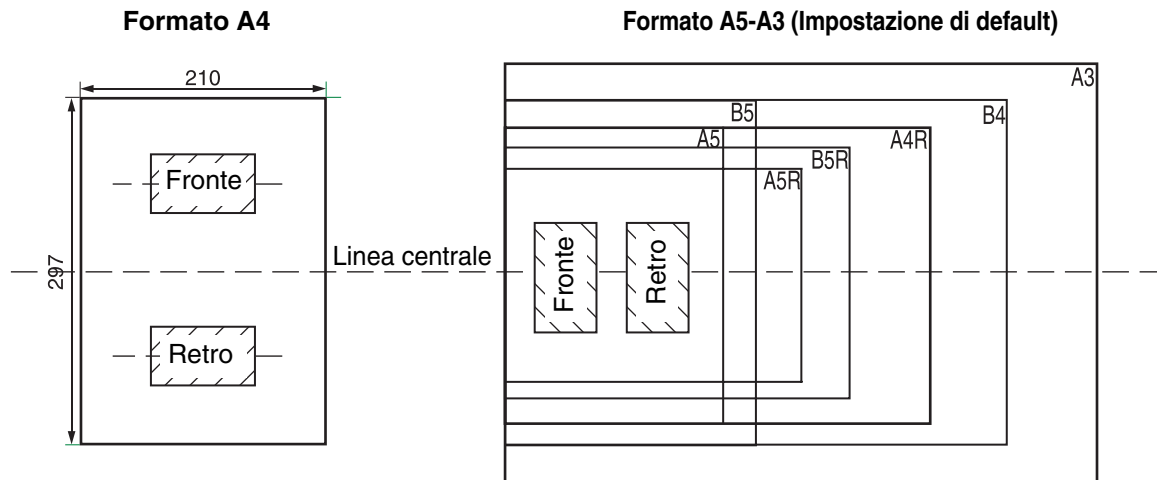 Formato A4
210
297
Fronte
Retro
Linea centrale
Formato A5-A3 (Impostazione di default)
A3
B5
B4
A5
A4R
B5R
A5R
Fronte
Retro